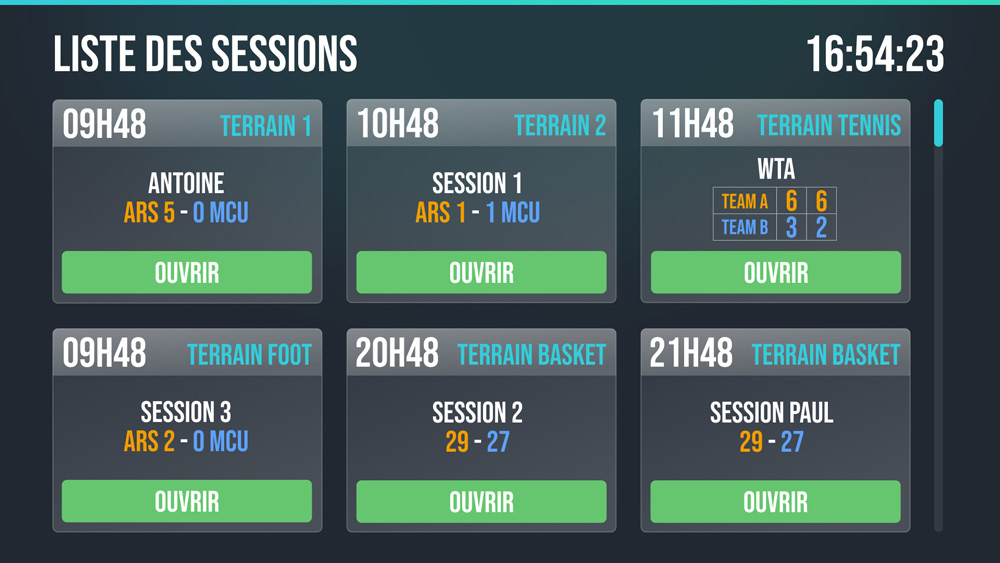 LISTE DES SESSIONS 16:54:23
09H48 TERRAIN 1
ANTOINE
ARS 5 - 0 MCU
OUVRIR
10H48 TERRAIN 2
SESSION 1
ARS 1 - 1 MCU
OUVRIR
11H48 TERRAIN TENNIS
WTA
TEAM A 6 6
TEAM B 3 2
OUVRIR
09H48 TERRAIN FOOT
SESSION 3
ARS 2 - 0 MCU
OUVRIR
20H48 TERRAIN BASKET
SESSION 2
29 - 27
OUVRIR
21H48 TERRAIN BASKET
SESSION PAUL
29 - 27
OUVRIR